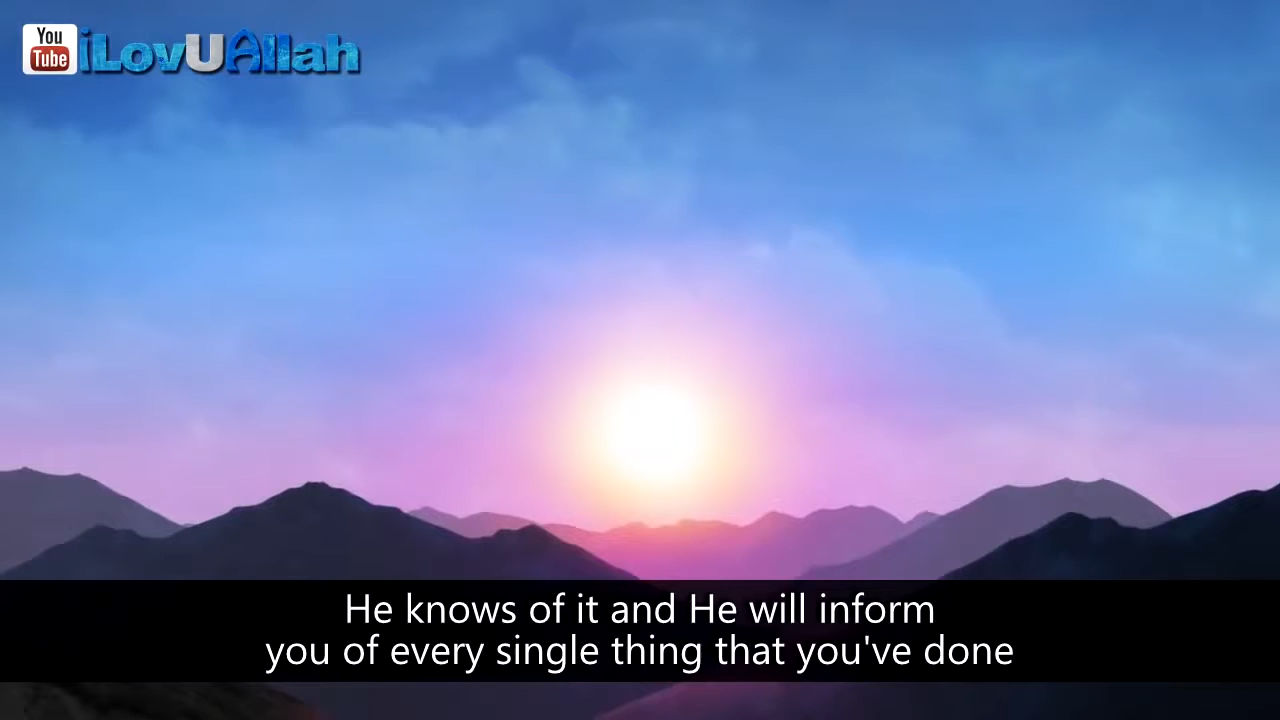 You
Tube
iLovUAllah
He knows of it and He will inform
you of every single thing that you've done